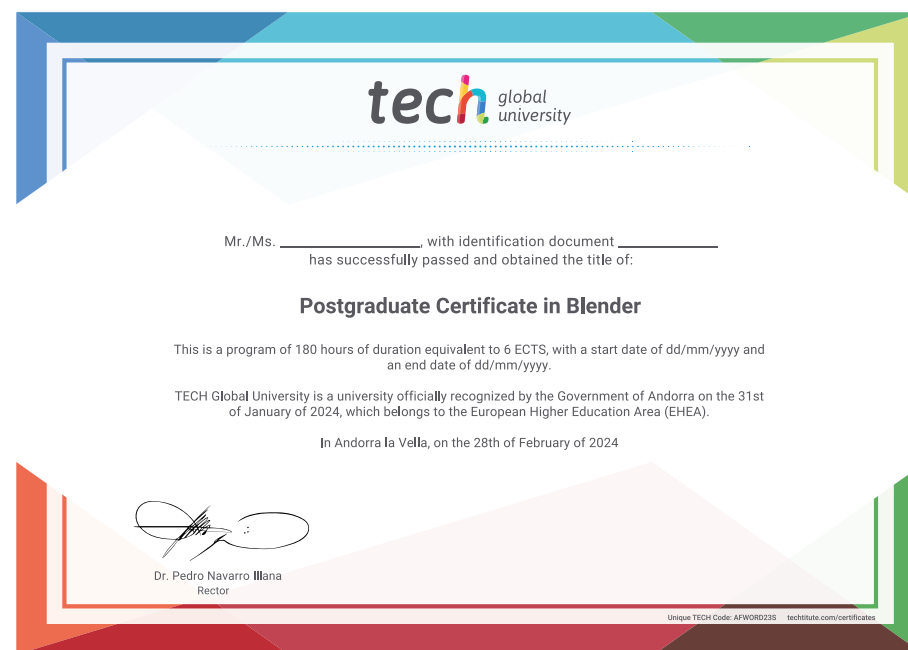 tech global university
Mr./Ms. ____________________, with identification document ______________
has successfully passed and obtained the title of:
Postgraduate Certificate in Blender
This is a program of 180 hours of duration equivalent to 6 ECTS, with a start date of dd/mm/yyyy and
an end date of dd/mm/yyyy.
TECH Global University is a university officially recognized by the Government of Andorra on the 31st
of January of 2024, which belongs to the European Higher Education Area (EHEA).
In Andorra la Vella, on the 28th of February of 2024
Dr. Pedro Navarro Illana
Rector
Unique TECH Code: AFWORD23S techtitute.com/certificates